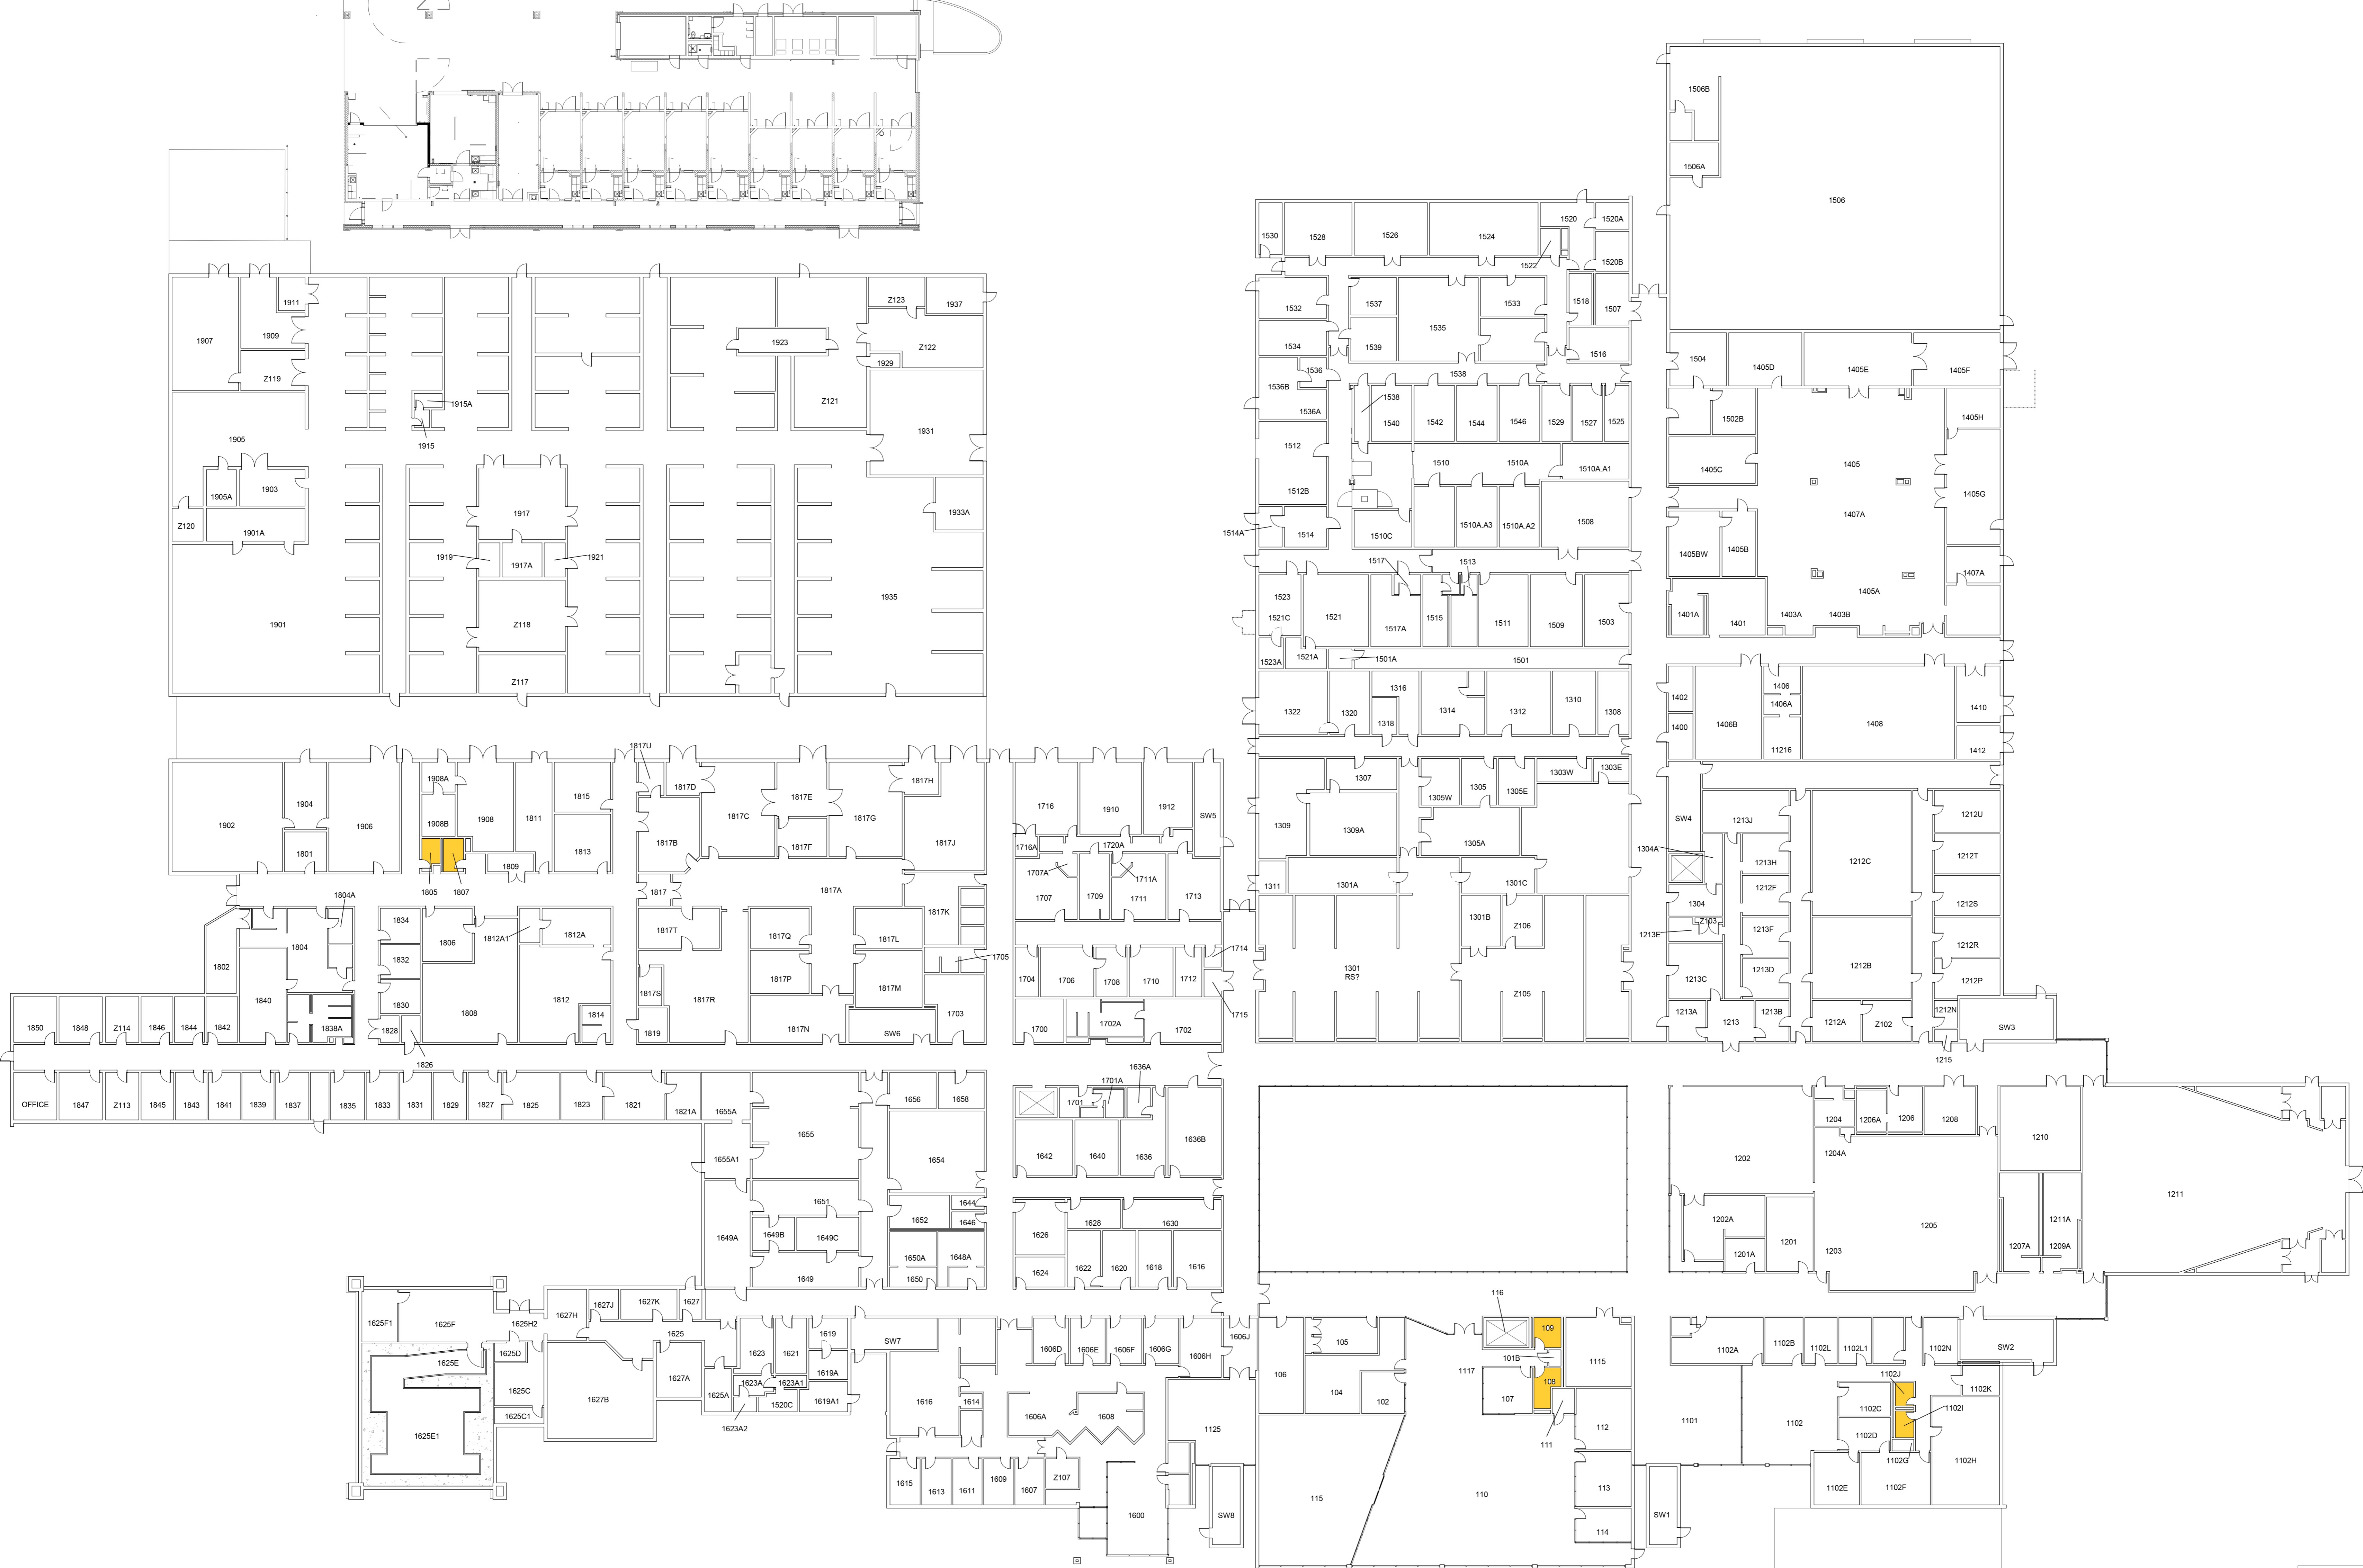 1506B
1506A
1506
1530
1528
1526
1524
1520
1520A
1522
1520B
1911
1907
1909
Z119
1923
Z123
1937
Z122
1929
Z121
1931
1532
1537
1535
1533
1518
1507
1534
1539
1516
1504
1405D
1405E
1405F
1536
1536B
1536A
1538
1538
1540
1542
1544
1546
1529
1527
1525
1502B
1405H
1915A
1915
1905
1905A
1903
Z120
1901A
1917
1919
1917A
1921
1933A
1512
1512B
1510
1510A
1510A.A1
1405C
1405
1405G
1407A
1514A
1514
1510C
1510A.A3
1510A.A2
1508
1405BW
1405B
1407A
1901
Z118
Z117
1935
1523
1521C
1521
1517
1517A
1515
1513
1511
1509
1503
1401A
1401
1403A
1403B
1405A
1523A
1521A
1501A
1501
1322
1320
1316
1318
1314
1312
1310
1308
1402
1400
1406B
1406
1406A
11216
1408
1410
1412
1902
1904
1801
1906
1908A
1908B
1908
1811
1815
1813
1809
1805
1807
1817U
1817D
1817B
1817C
1817E
1817F
1817G
1817H
1817J
1716
1716A
1910
1912
SW5
1720A
1707A
1707
1709
1711A
1711
1713
1309
1307
1309A
1305W
1305
1305E
1303W
1303E
1305A
1311
1301A
1301C
SW4
1304A
1304
1213J
1213H
1212F
1213F
1213D
1212C
1212B
1212U
1212T
1212S
1212R
1212P
1804A
1804
1802
1840
1838A
1834
1832
1830
1828
1826
1806
1812A1
1812A
1808
1812
1814
1817
1817A
1817T
1817S
1819
1817R
1817Q
1817P
1817N
1817L
1817M
SW6
1817K
1705
1703
1704
1706
1708
1710
1712
1714
1715
1700
1702A
1702
1301
RS?
1301B
Z106
Z105
Z103
1213E
1213C
1213A
1213
1213B
1212A
Z102
1212N
1215
SW3
1850
1848
Z114
1846
1844
1842
OFFICE
1847
Z113
1845
1843
1841
1839
1837
1835
1833
1831
1829
1827
1825
1823
1821
1821A
1655A
1655
1655A1
1656
1658
1654
1701
1701A
1636A
1642
1640
1636
1636B
1202
1204
1204A
1206A
1206
1208
1210
1211
1202A
1201A
1201
1203
1205
1207A
1211A
1209A
1651
1649A
1649B
1649C
1649
1652
1644
1646
1650A
1650
1648A
1626
1624
1628
1630
1622
1620
1618
1616
1625F1
1625F
1625H2
1625D
1625E
1625C
1625C1
1625E1
1627H
1627J
1627K
1627
1625
1627B
1627A
1625A
1623
1621
1619
1623A
1623A1
1619A
1520C
1619A1
1623A2
SW7
1616
1614
1606D
1606E
1606F
1606G
1606H
1606J
1606A
1608
1125
1615
1613
1611
1609
1607
Z107
1600
SW8
106
105
104
102
115
116
109
101B
1117
107
108
1115
112
111
110
113
114
SW1
1101
1102A
1102B
1102L
1102L1
1102N
SW2
1102
1102J
1102C
1102I
1102D
1102K
1102G
1102E
1102F
1102H